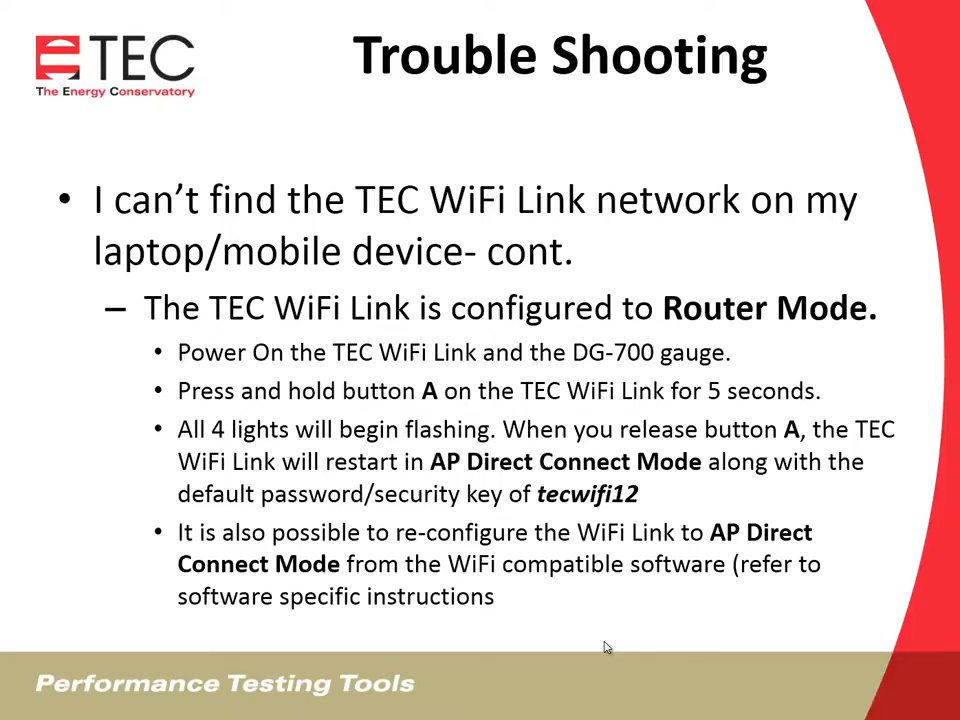 TEC
The Energy Conservatory
Trouble Shooting
• I can't find the TEC WiFi Link network on my
laptop/mobile device- cont.
– The TEC WiFi Link is configured to Router Mode.
• Power On the TEC WiFi Link and the DG-700 gauge.
• Press and hold button A on the TEC WiFi Link for 5 seconds.
• All 4 lights will begin flashing. When you release button A, the TEC
WiFi Link will restart in AP Direct Connect Mode along with the
default password/security key of tecwifi12
• It is also possible to re-configure the WiFi Link to AP Direct
Connect Mode from the WiFi compatible software (refer to
software specific instructions
Performance Testing Tools